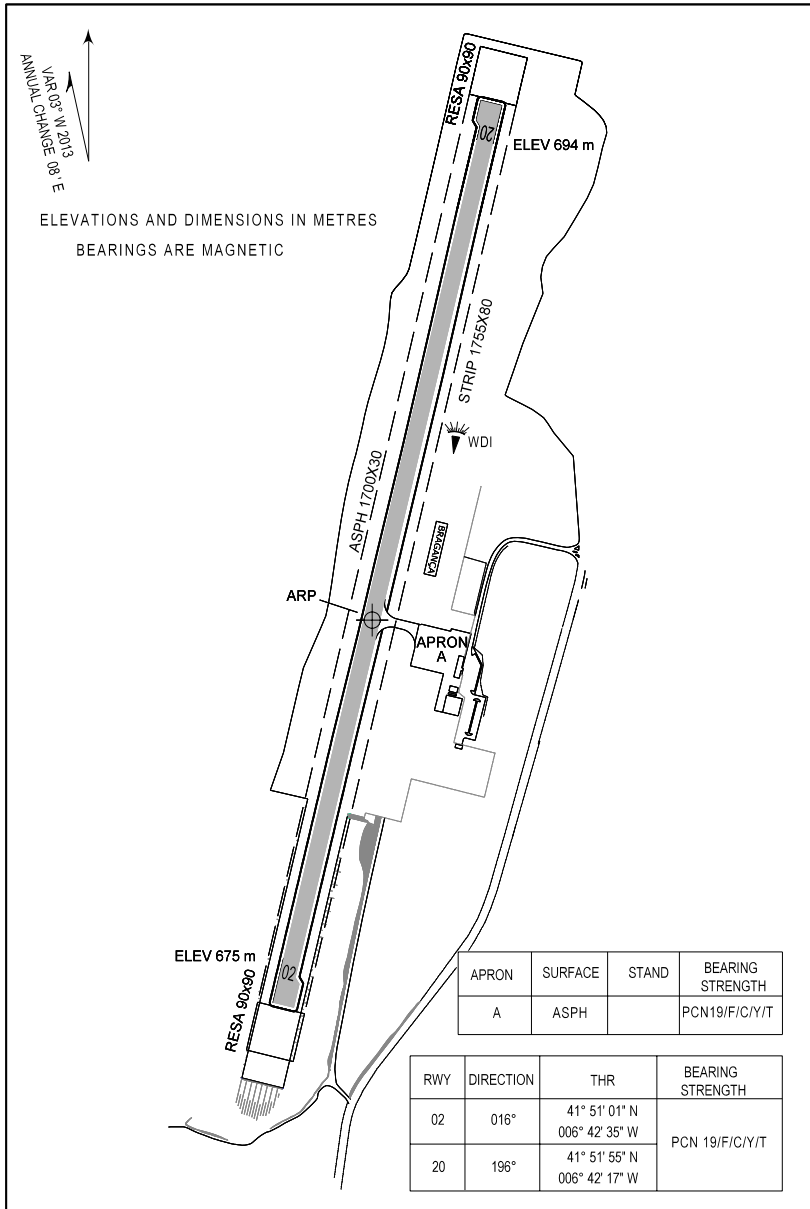 VAR 03° W 2013
ANNUAL CHANGE 08 ' E
ELEVATIONS AND DIMENSIONS IN METRES
BEARINGS ARE MAGNETIC
RESA 90x90
20
ELEV 694 m
STRIP 1755X80
WDI
ASPH 1700X30
BRAGANÇA
ARP
APRON
A
ELEV 675 m
02
RESA 90x90
APRON SURFACE STAND BEARING STRENGTH
A ASPH PCN19/F/C/Y/T
RWY DIRECTION THR BEARING STRENGTH
02 016° 41° 51' 01" N
006° 42' 35" W
PCN 19/F/C/Y/T
20 196° 41° 51' 55" N
006° 42' 17" W